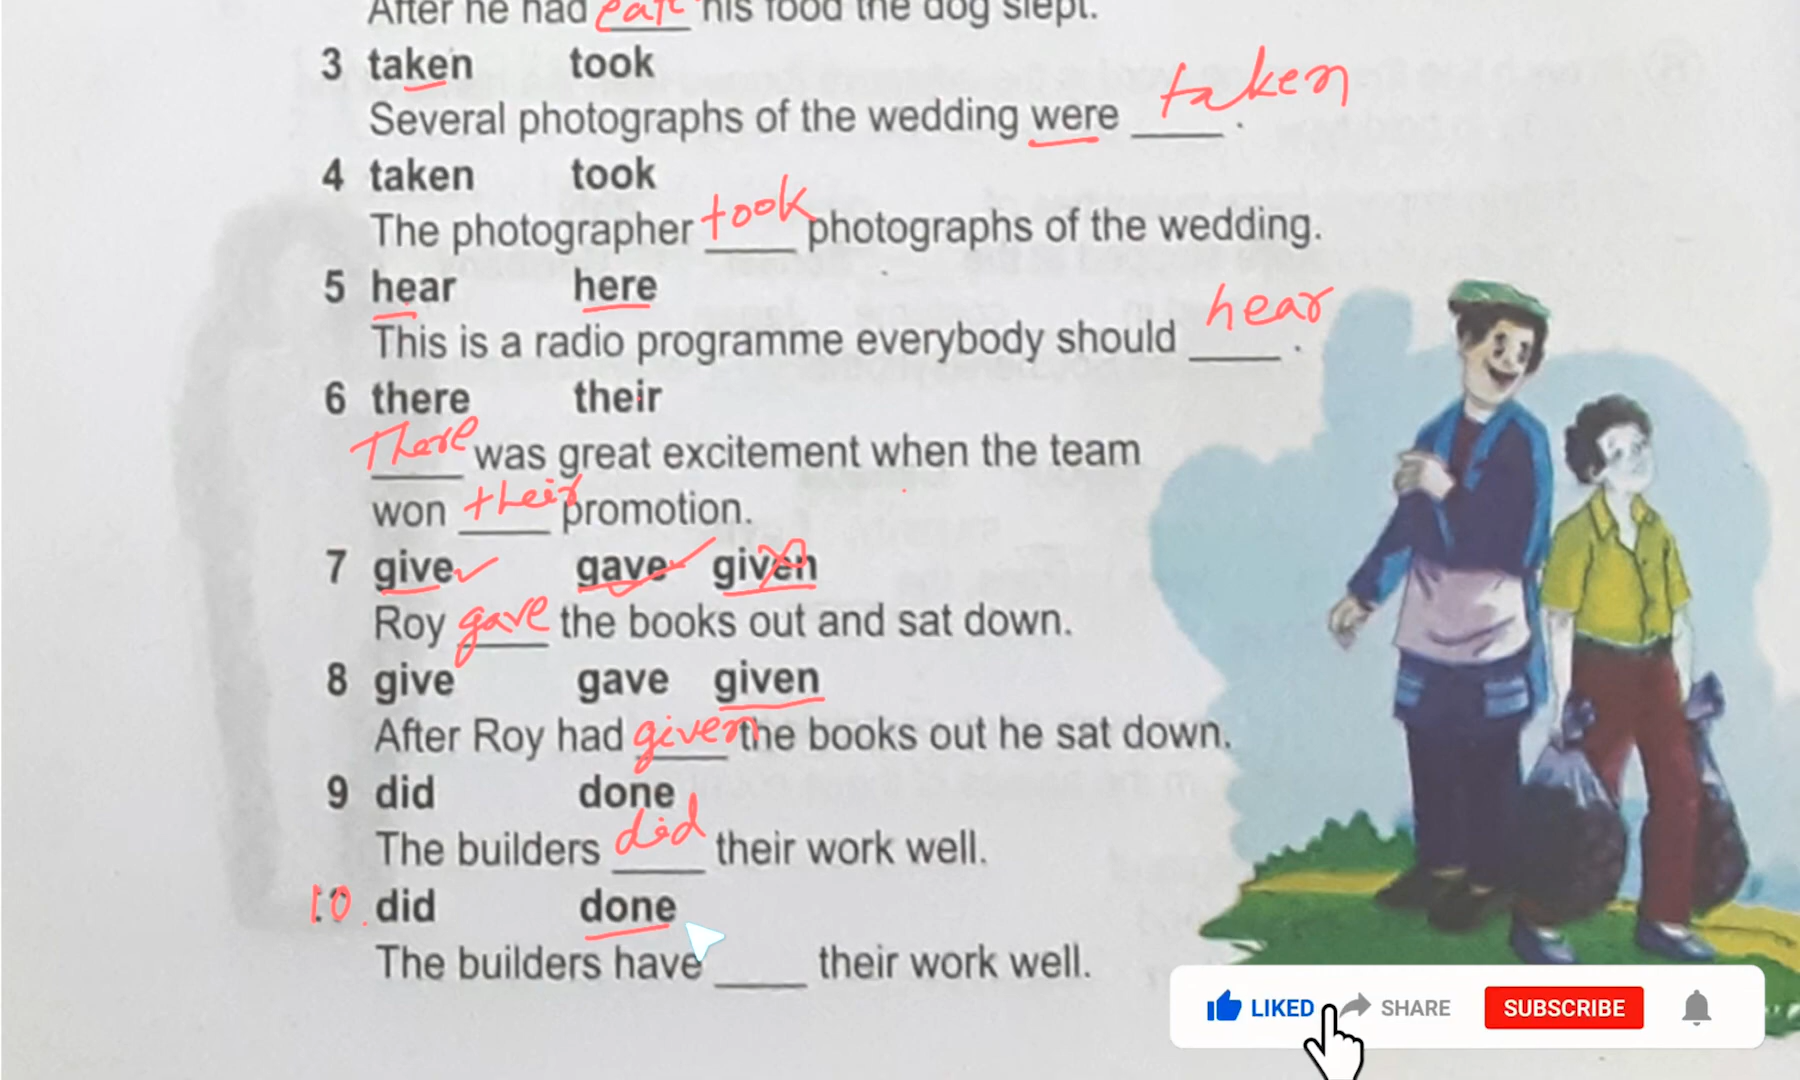 After he had eat his food the dog slept.
3 taken took
Several photographs of the wedding were taken.
4 taken took
The photographer took photographs of the wedding.
5 hear here
This is a radio programme everybody should hear.
6 there their
There was great excitement when the team
won their promotion.
7 give gave given
Roy gave the books out and sat down.
8 give gave given
After Roy had given the books out he sat down.
9 did done
The builders did their work well.
10. did done
The builders have ____ their work well.
LIKED SHARE SUBSCRIBE